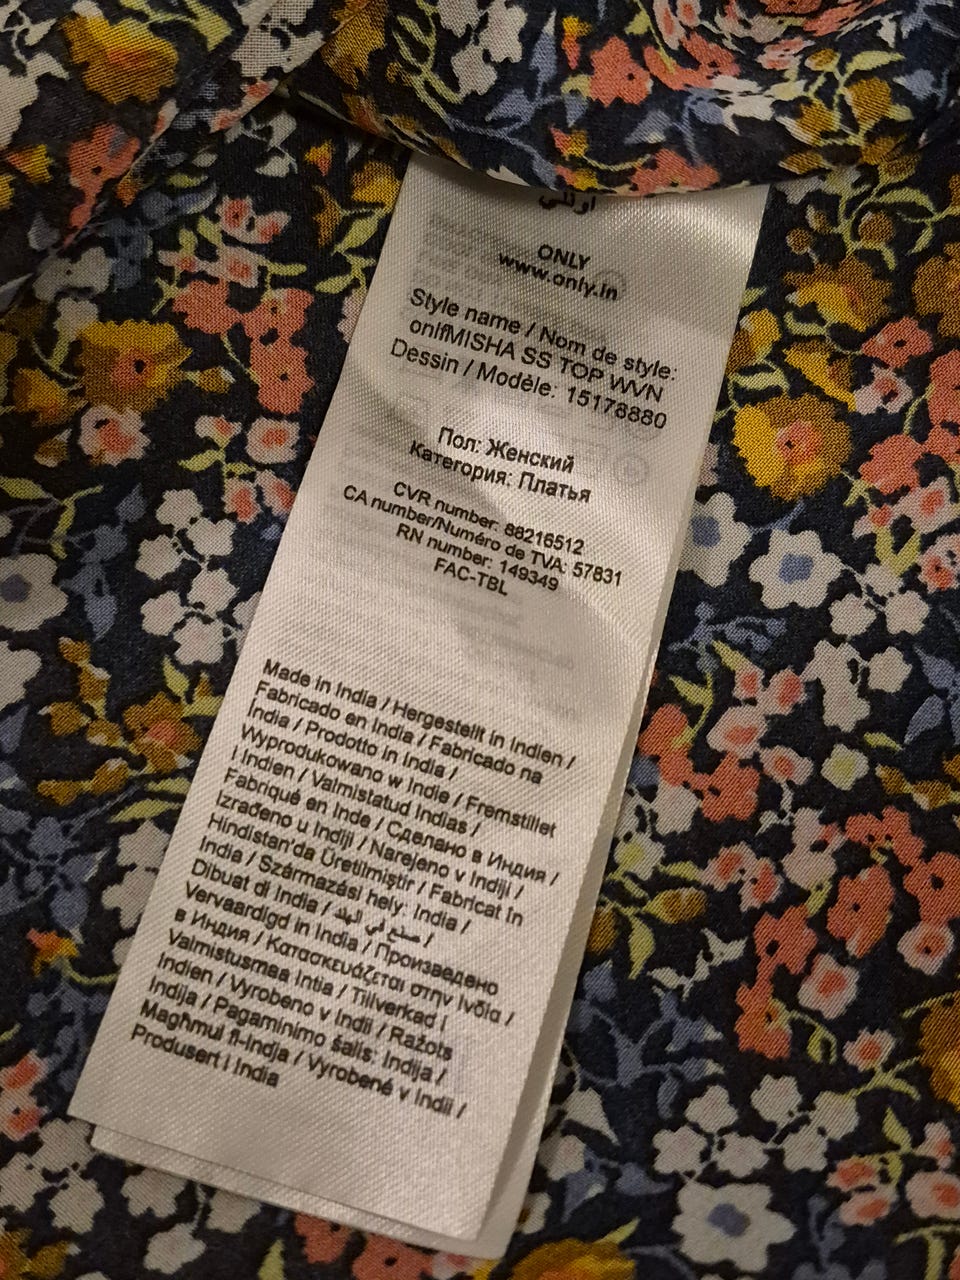 اونلي
ONLY
www.only.in
Style name / Nom de style:
onlfMISHA SS TOP WVN
Dessin / Modèle: 15178880
Пол: Женский
Категория: Платья
CVR number: 88216512
CA number/Numéro de TVA: 57831
RN number: 149349
FAC-TBL
Made in India / Hergestellt in Indien /
Fabricado en India / Fabricado na
Índia / Prodotto in India /
Wyprodukowano w Indie / Fremstillet
i Indien / Valmistatud Indias /
Fabriqué en Inde / Сделано в Индия /
Izrađeno u Indiji / Narejeno v Indiji /
Hindistan'da Üretilmiştir / Fabricat în
India / Származási hely: India /
Dibuat di India / صنع في الهند /
Vervaardigd in India / Произведено
в Индия / Κατασκευάζεται στην Ινδία /
Valmistusmaa Intia / Tillverkad i
Indien / Vyrobeno v Indii / Ražots
Indija / Pagaminimo šalis: Indija /
Magħmul fl-Indja / Vyrobené v Indii /
Produsert i India